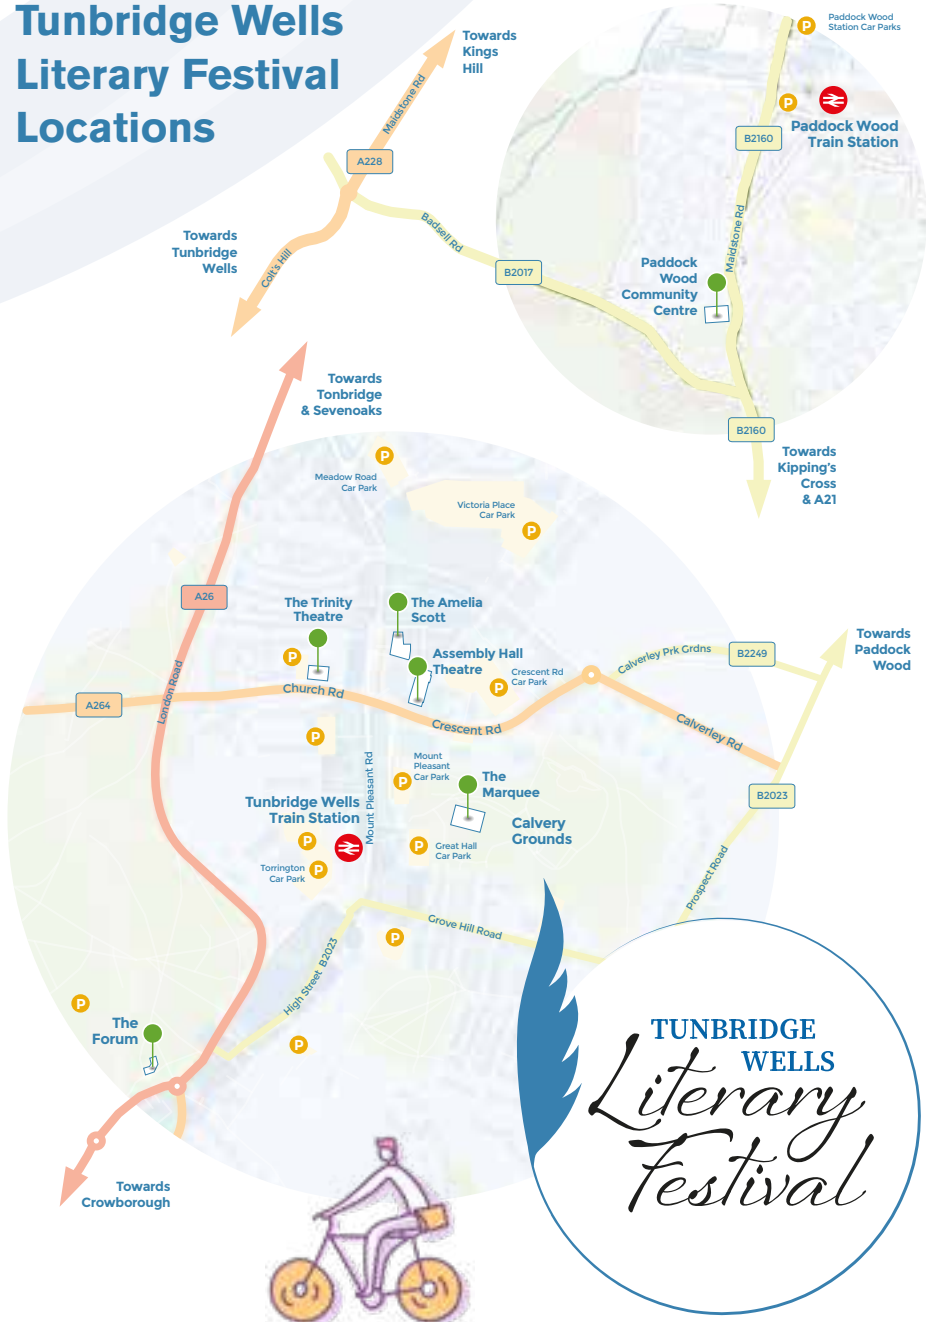 Tunbridge Wells
Literary Festival
Locations
Towards
Kings
Hill
Maidstone Rd
A228
Towards
Tunbridge
Wells
Colt's Hill
Badsell Rd
B2017
Paddock Wood
Station Car Parks
P
P
Paddock Wood
Train Station
B2160
Maidstone Rd
Paddock
Wood
Community
Centre
B2160
Towards
Kipping's
Cross
& A21
Towards
Tonbridge
& Sevenoaks
P
Meadow Road
Car Park
Victoria Place
Car Park
P
A26
The Trinity
Theatre
The Amelia
Scott
Assembly Hall
Theatre
P
Crescent Rd
Car Park
P
Calverley Prk Grdns
B2249
Towards
Paddock
Wood
London Road
A264
Church Rd
Crescent Rd
Calverley Rd
P
Mount Pleasant Rd
Mount
Pleasant
Car Park
P
The
Marquee
B2023
Tunbridge Wells
Train Station
Calvery
Grounds
P
P
Great Hall
Car Park
Torrington
Car Park
P
Prospect Road
Grove Hill Road
P
High Street B2023
P
The
Forum
P
Towards
Crowborough
TUNBRIDGE
WELLS
Literary
Festival